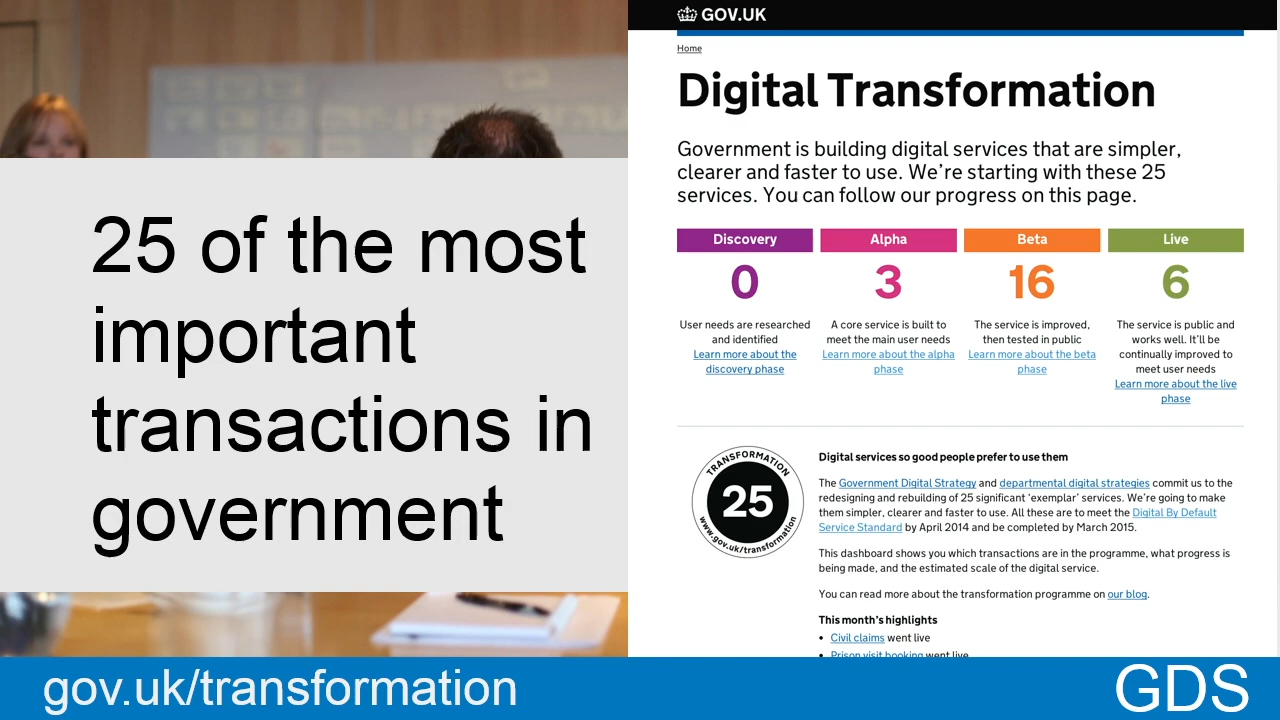 25 of the most
important
transactions in
government
gov.uk/transformation
GDS
GOV.UK
Home
Digital Transformation
Government is building digital services that are simpler,
clearer and faster to use. We’re starting with these 25
services. You can follow our progress on this page.
Discovery
0
User needs are researched
and identified
Learn more about the
discovery phase
Alpha
3
A core service is built to
meet the main user needs
Learn more about the alpha
phase
Beta
16
The service is improved,
then tested in public
Learn more about the beta
phase
Live
6
The service is public and
works well. It’ll be
continually improved to
meet user needs
Learn more about the live
phase
TRANSFORMATION
25
www.gov.uk/transformation
Digital services so good people prefer to use them
The Government Digital Strategy and departmental digital strategies commit us to the
redesigning and rebuilding of 25 significant ‘exemplar’ services. We’re going to make
them simpler, clearer and faster to use. All these are to meet the Digital By Default
Service Standard by April 2014 and be completed by March 2015.
This dashboard shows you which transactions are in the programme, what progress is
being made, and the estimated scale of the digital service.
You can read more about the transformation programme on our blog.
This month’s highlights
• Civil claims went live
• Prison visit booking went live